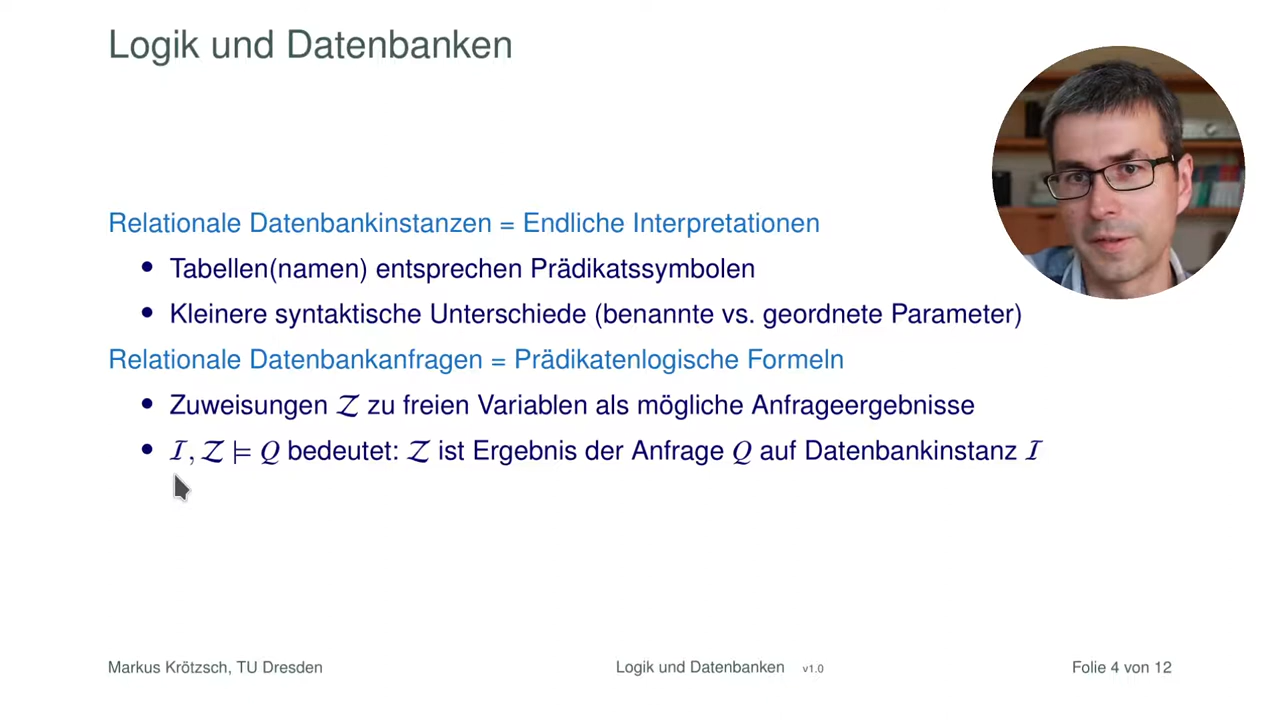 Logik und Datenbanken
Relationale Datenbankinstanzen = Endliche Interpretationen
• Tabellen(namen) entsprechen Prädikatssymbolen
• Kleinere syntaktische Unterschiede (benannte vs. geordnete Parameter)
Relationale Datenbankanfragen = Prädikatenlogische Formeln
• Zuweisungen 𝒵 zu freien Variablen als mögliche Anfrageergebnisse
• ℐ, 𝒵 ⊨ Q bedeutet: 𝒵 ist Ergebnis der Anfrage Q auf Datenbankinstanz ℐ
Markus Krötzsch, TU Dresden Logik und Datenbanken v1.0 Folie 4 von 12